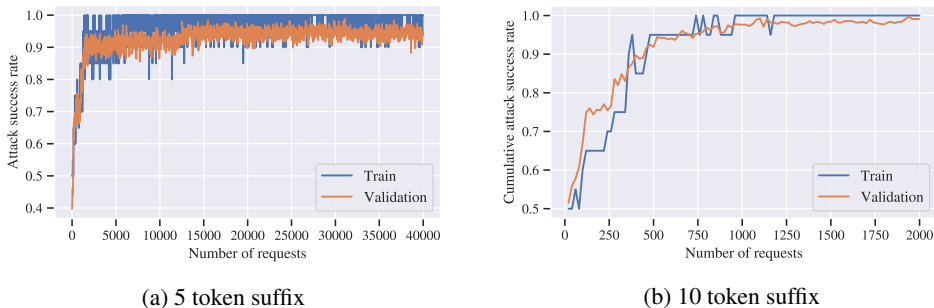 Attack success rate
1.0
0.9
0.8
0.7
0.6
0.5
0.4
Train
Validation
0 5000 10000 15000 20000 25000 30000 35000 40000
Number of requests
(a) 5 token suffix
Cumulative attack success rate
1.0
0.9
0.8
0.7
0.6
0.5
Train
Validation
0 250 500 750 1000 1250 1500 1750 2000
Number of requests
(b) 10 token suffix